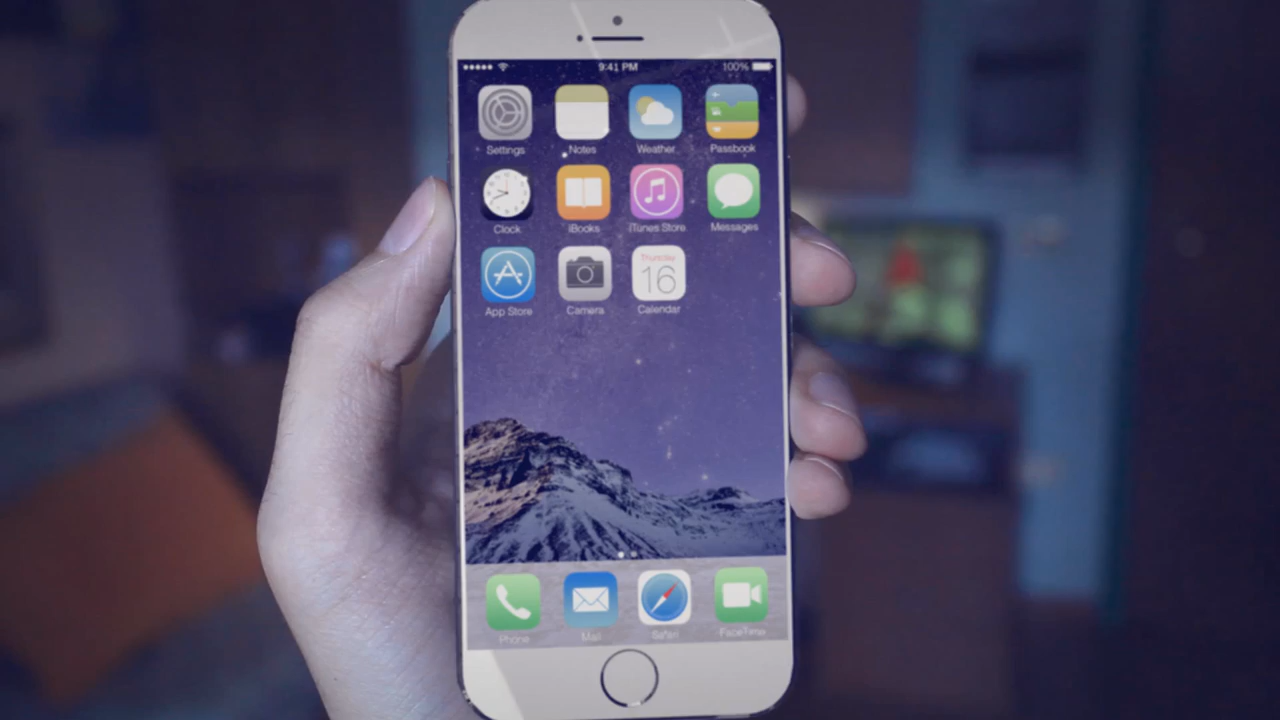 9:41 PM 100%
Settings Notes Weather Passbook
Clock iBooks iTunes Store Messages
Thursday
16
App Store Camera Calendar
Phone Mail Safari FaceTime